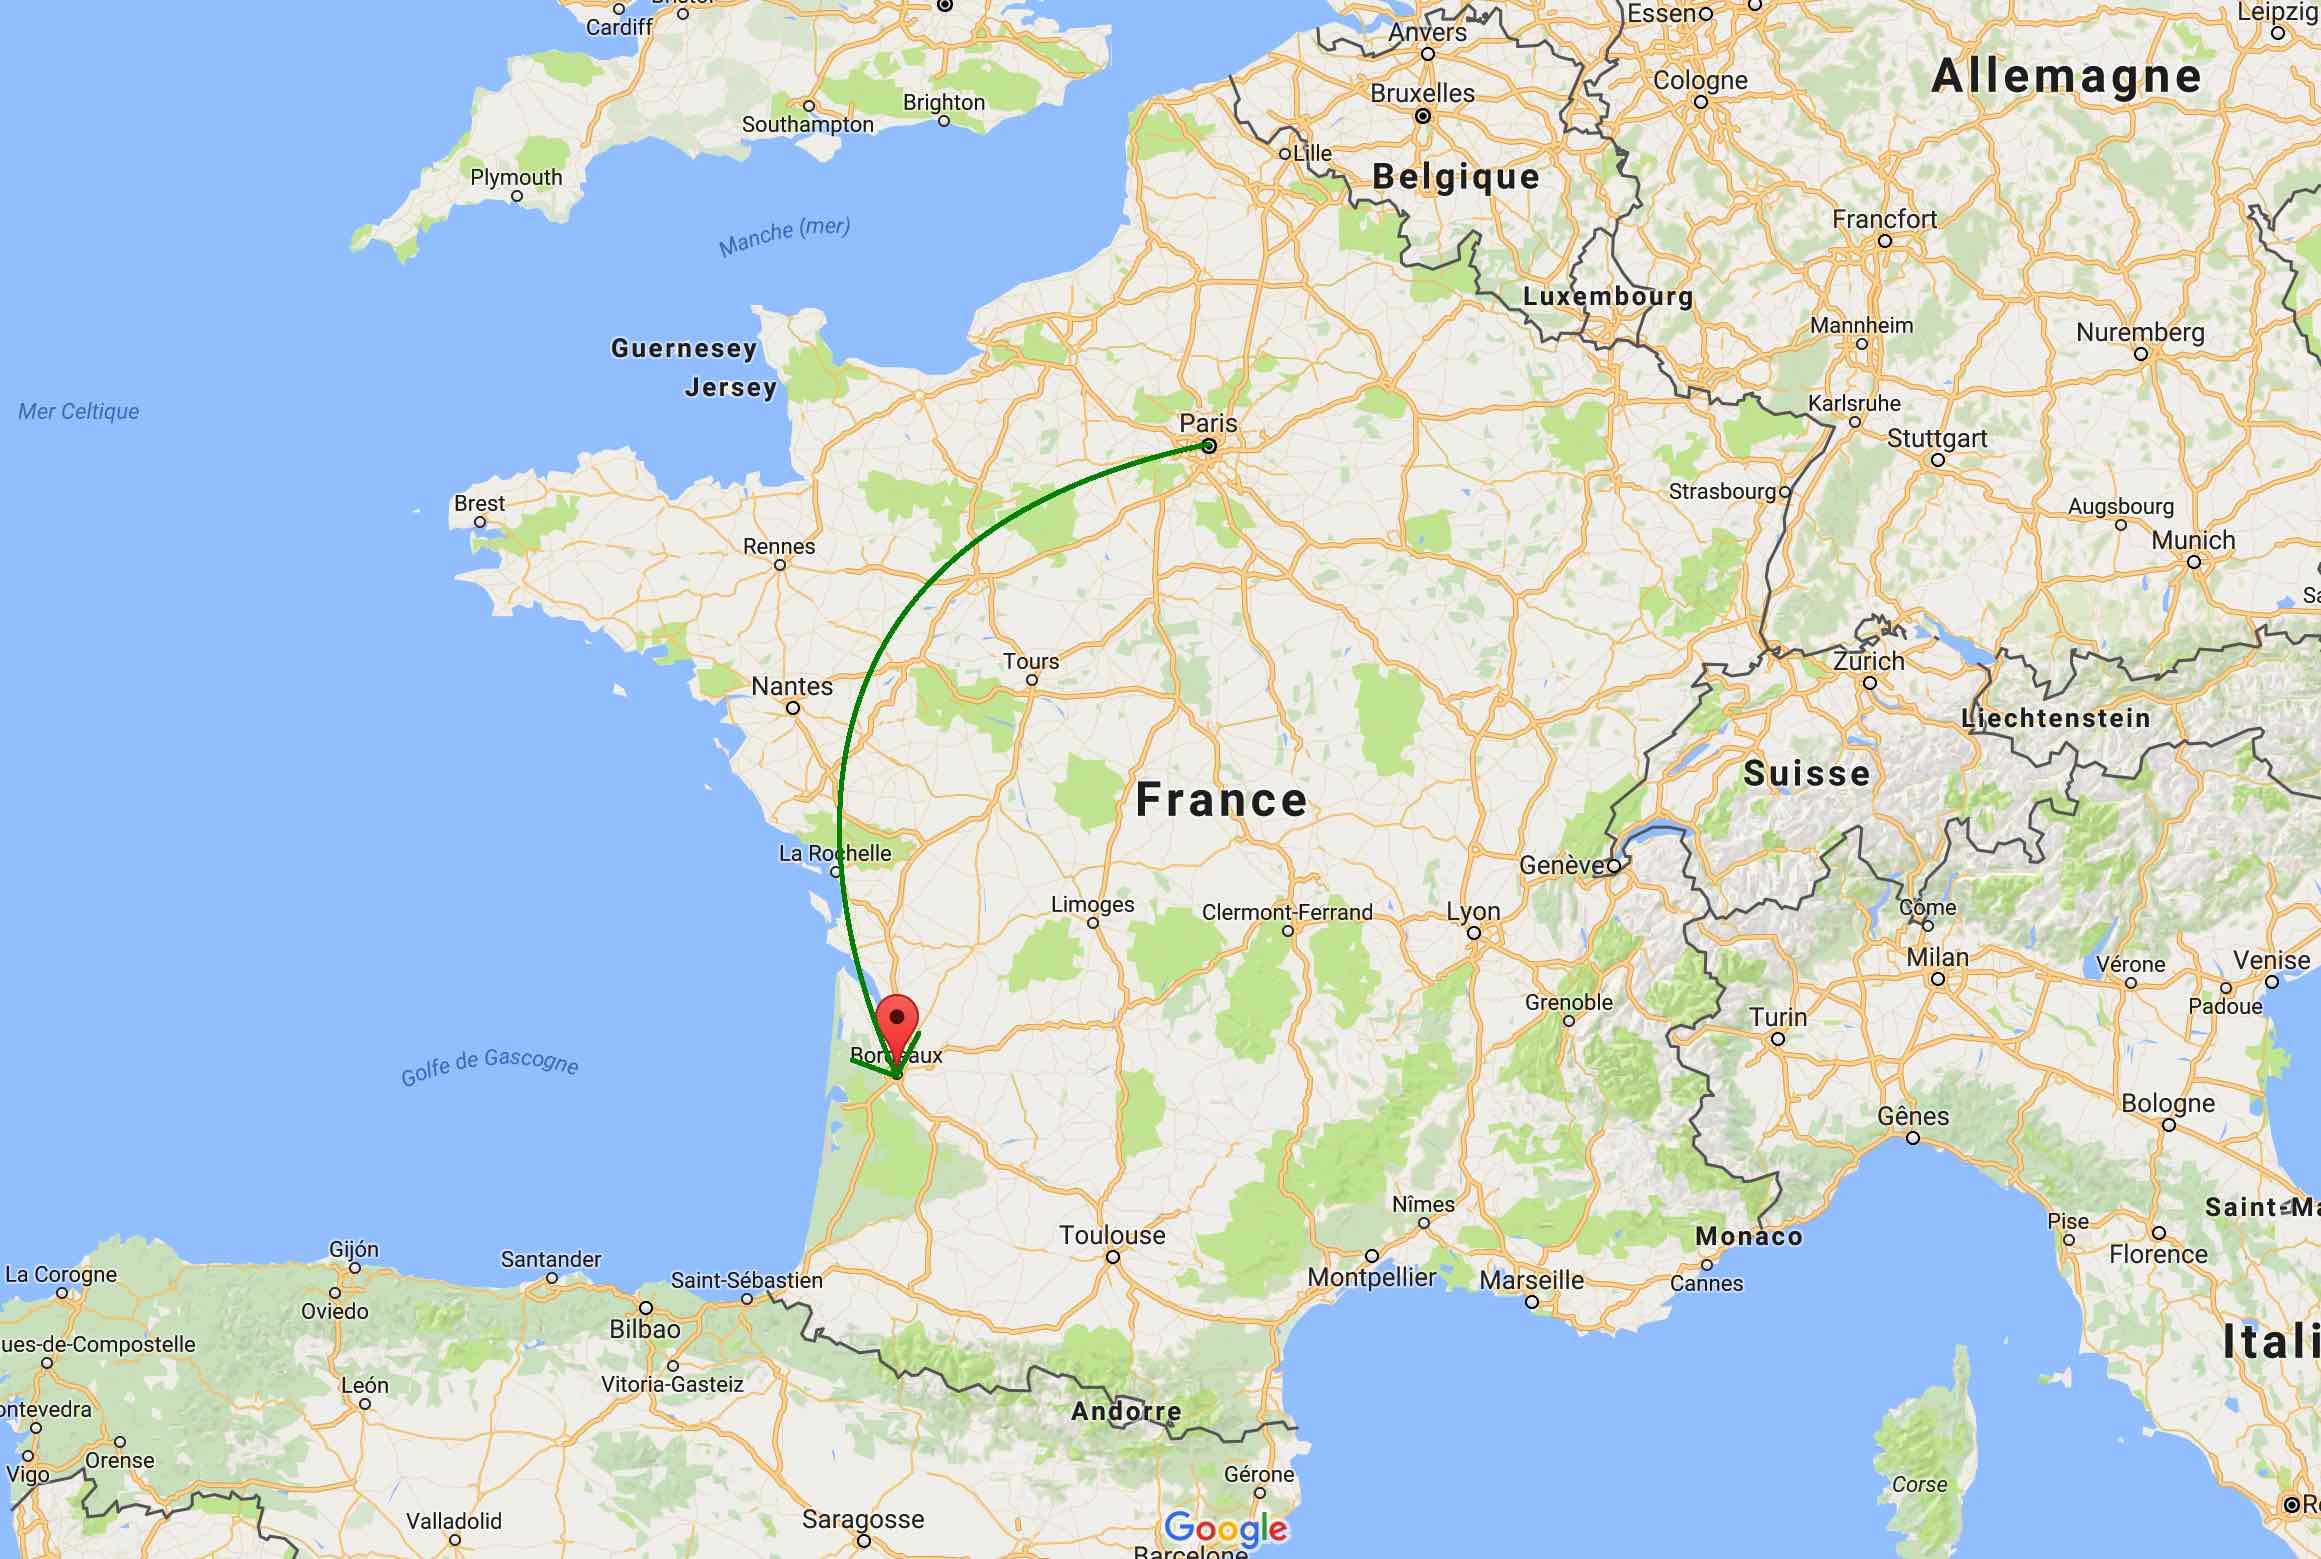 Bristol
Cardiff
Essen
Leipzig
Anvers
Allemagne
Cologne
Bruxelles
Brighton
Southampton
Lille
Belgique
Plymouth
Francfort
Manche (mer)
Luxembourg
Mannheim
Nuremberg
Guernesey
Jersey
Karlsruhe
Mer Celtique
Paris
Stuttgart
Strasbourg
Brest
Augsbourg
Munich
Rennes
Sa
Tours
Zurich
Nantes
Liechtenstein
Suisse
France
La Rochelle
Genève
Limoges
Clermont-Ferrand
Lyon
Côme
Milan
Vérone
Venise
Grenoble
Padoue
Turin
Bordeaux
Golfe de Gascogne
Bologne
Gênes
Nîmes
Saint-Ma
Pise
Toulouse
Monaco
Florence
Gijón
Santander
La Corogne
Saint-Sébastien
Montpellier
Marseille
Cannes
Oviedo
Bilbao
Itali
ues-de-Compostelle
León
Vitoria-Gasteiz
ontevedra
Andorre
Orense
Vigo
Gérone
Corse
Ro
Valladolid
Saragosse
Google
Barcelone